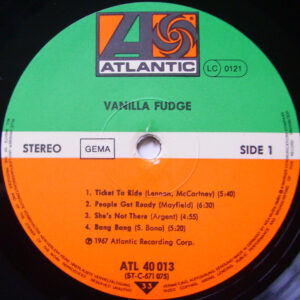 ATLANTIC
LC 0121
VANILLA FUDGE
STEREO GEMA SIDE 1
1. Ticket To Ride (Lennon, McCartney) (5:40)
2. People Get Ready (Mayfield) (6:30)
3. She's Not There (Argent) (4:55)
4. Bang Bang (S. Bono) (5:20)
℗ 1967 Atlantic Recording Corp.
ATL 40 013
(ST-C-671 075)
33